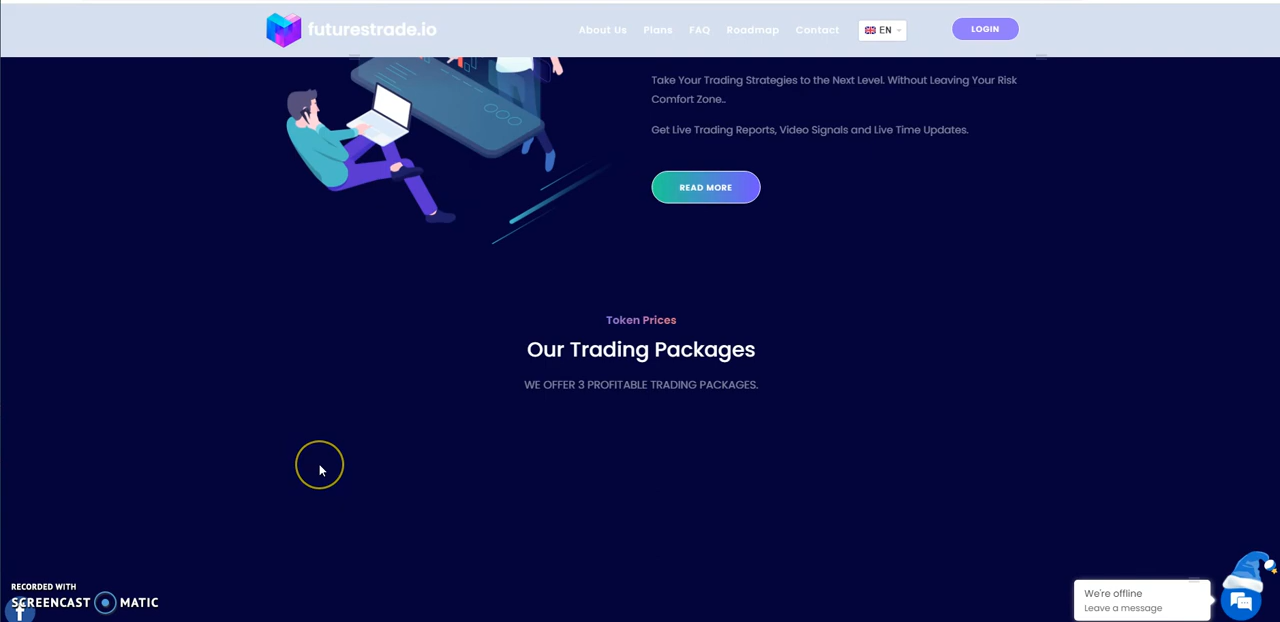 futurestrade.io
About Us Plans FAQ Roadmap Contact EN LOGIN
Take Your Trading Strategies to the Next Level. Without Leaving Your Risk
Comfort Zone..
Get Live Trading Reports, Video Signals and Live Time Updates.
READ MORE
Token Prices
Our Trading Packages
WE OFFER 3 PROFITABLE TRADING PACKAGES.
RECORDED WITH
SCREENCAST MATIC
We're offline
Leave a message